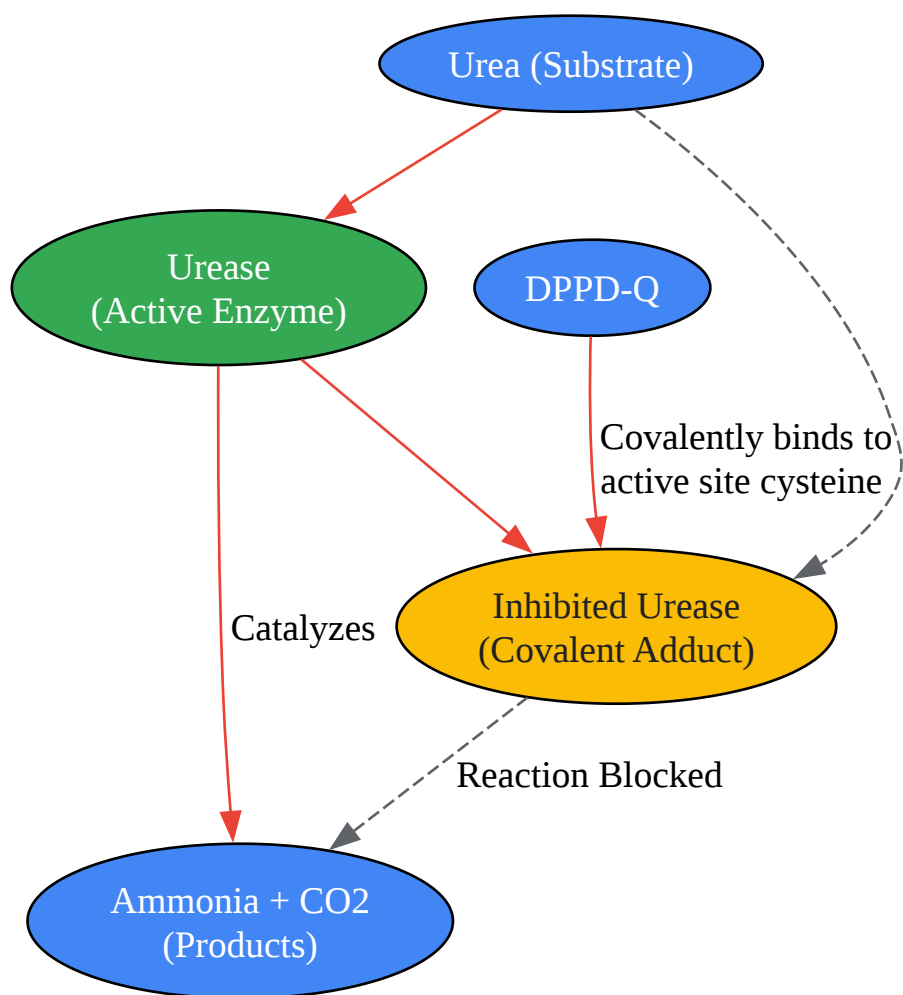 Urea (Substrate)
Urease
(Active Enzyme)
DPPD-Q
Covalently binds to
active site cysteine
Inhibited Urease
(Covalent Adduct)
Catalyzes
Reaction Blocked
Ammonia + CO2
(Products)